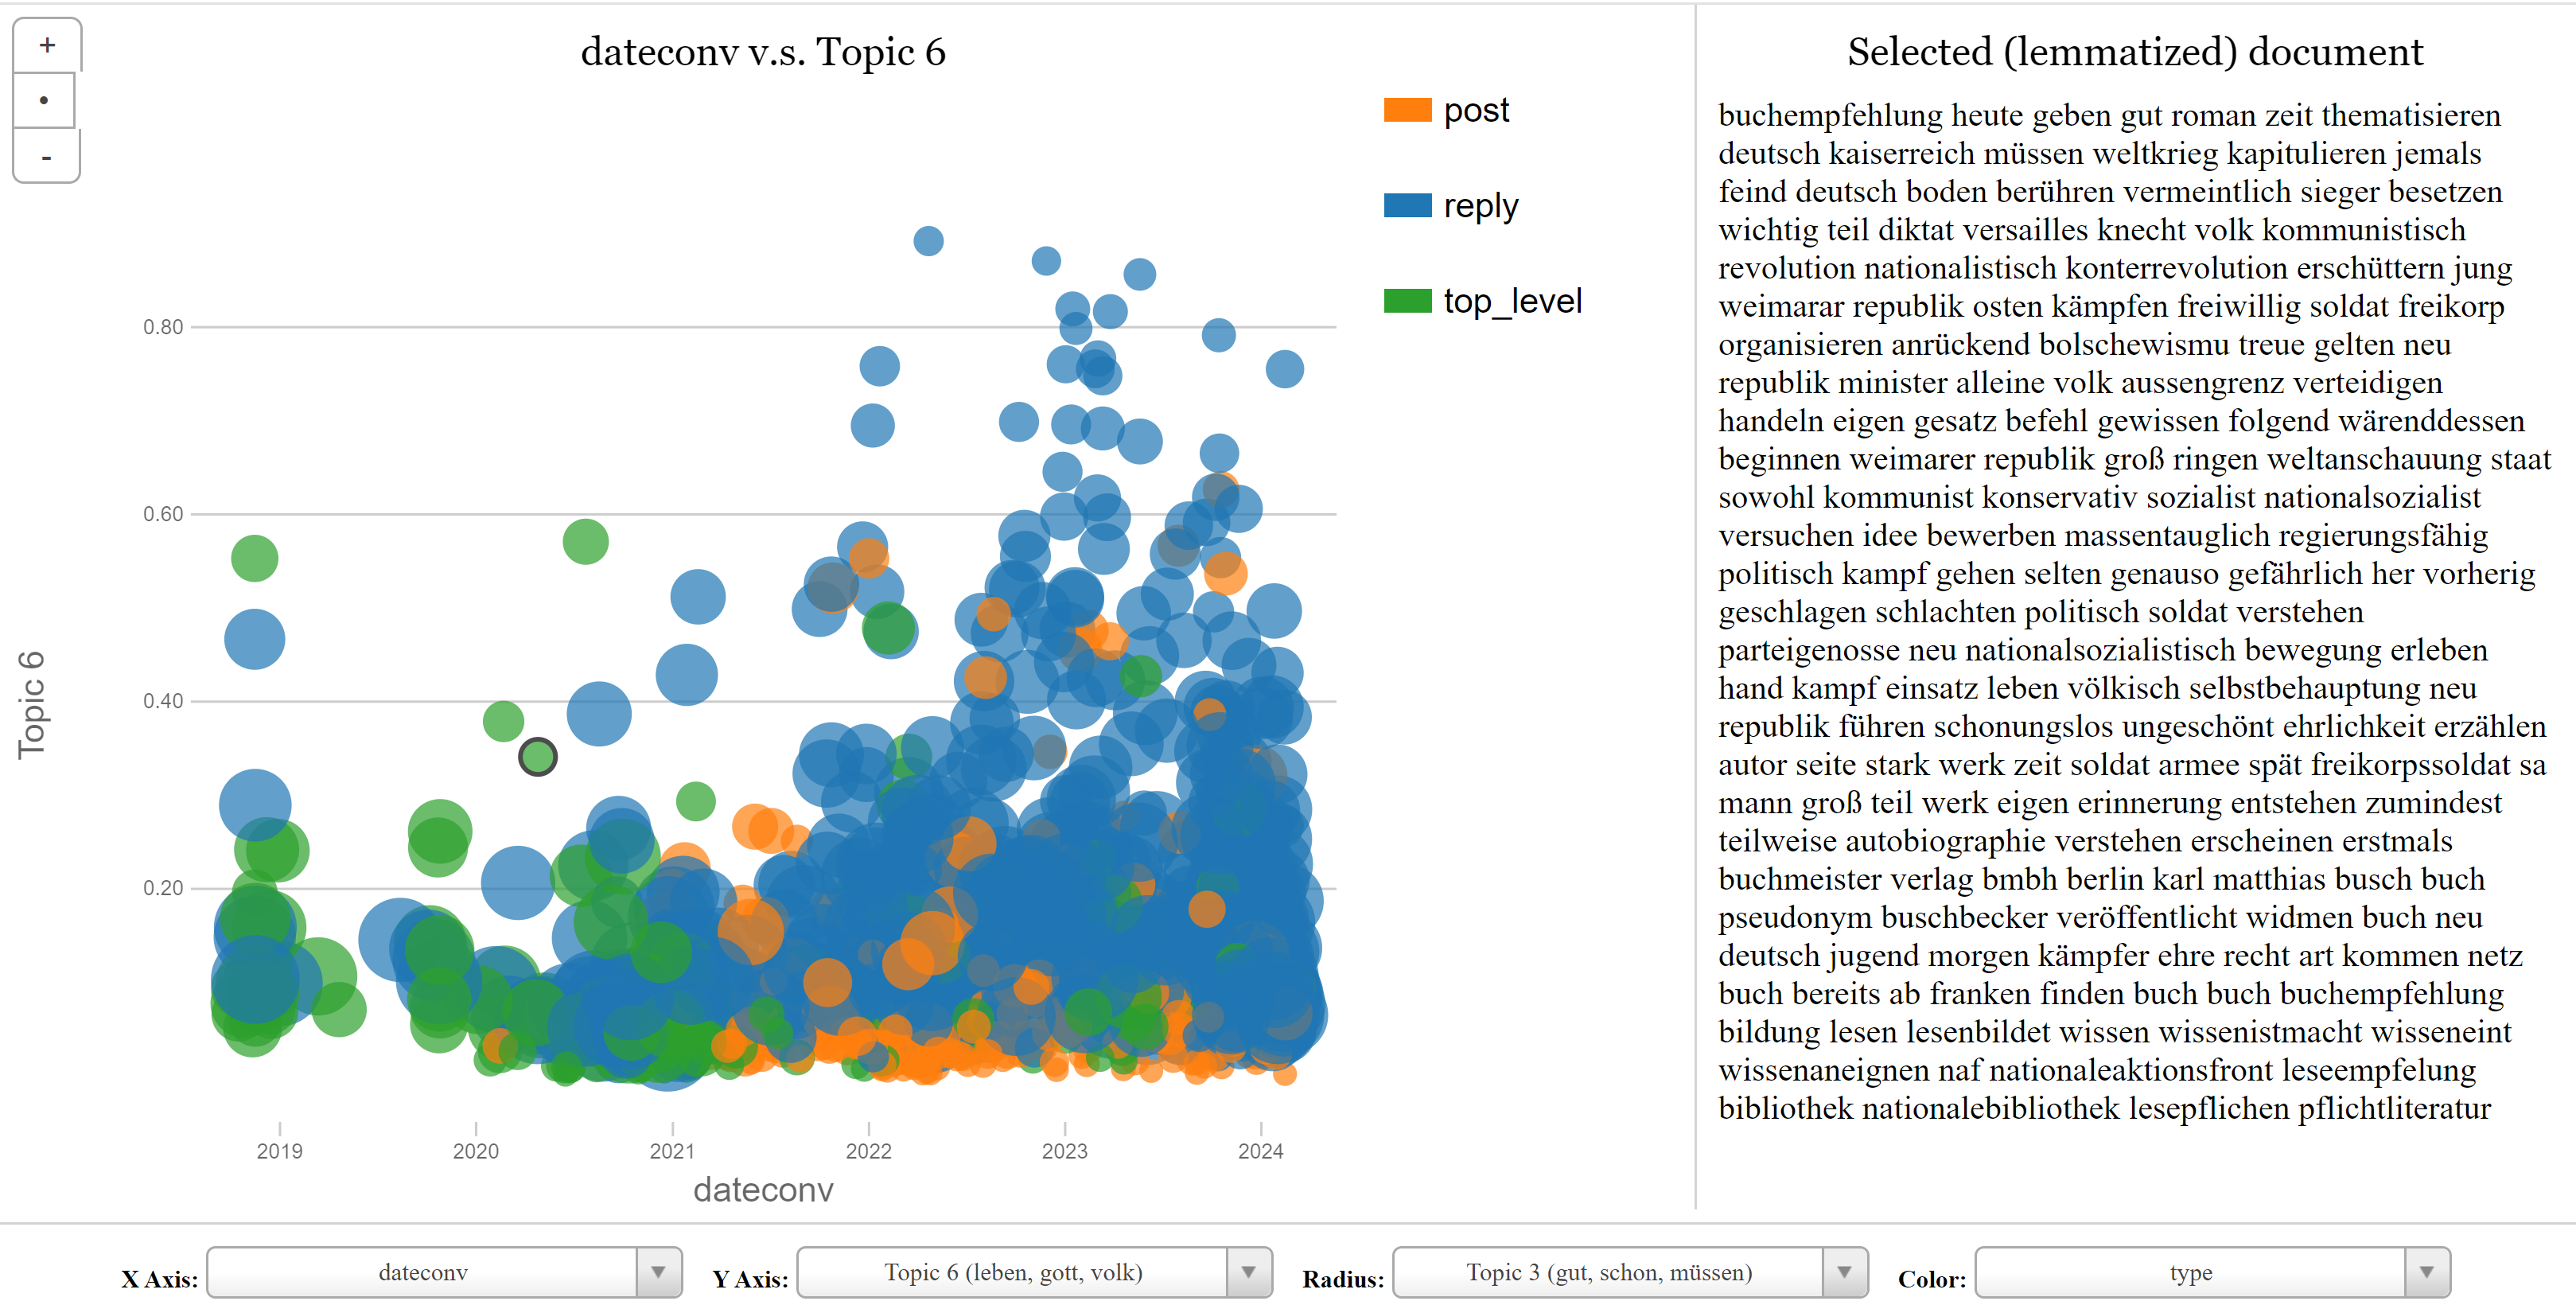 +
•
-
dateconv v.s. Topic 6
post
reply
top_level
0.80
0.60
0.40
0.20
Topic 6
2019 2020 2021 2022 2023 2024
dateconv
Selected (lemmatized) document
buchempfehlung heute geben gut roman zeit thematisieren
deutsch kaiserreich müssen weltkrieg kapitulieren jemals
feind deutsch boden berühren vermeintlich sieger besetzen
wichtig teil diktat versailles knecht volk kommunistisch
revolution nationalistisch konterrevolution erschüttern jung
weimarar republik osten kämpfen freiwillig soldat freikorp
organisieren anrückend bolschewismu treue gelten neu
republik minister alleine volk aussengrenz verteidigen
handeln eigen gesatz befehl gewissen folgend wärenddessen
beginnen weimarer republik groß ringen weltanschauung staat
sowohl kommunist konservativ sozialist nationalsozialist
versuchen idee bewerben massentauglich regierungsfähig
politisch kampf gehen selten genauso gefährlich her vorherig
geschlagen schlachten politisch soldat verstehen
parteigenosse neu nationalsozialistisch bewegung erleben
hand kampf einsatz leben völkisch selbstbehauptung neu
republik führen schonungslos ungeschönt ehrlichkeit erzählen
autor seite stark werk zeit soldat armee spät freikorpssoldat sa
mann groß teil werk eigen erinnerung entstehen zumindest
teilweise autobiographie verstehen erscheinen erstmals
buchmeister verlag bmbh berlin karl matthias busch buch
pseudonym buschbecker veröffentlicht widmen buch neu
deutsch jugend morgen kämpfer ehre recht art kommen netz
buch bereits ab franken finden buch buch buchempfehlung
bildung lesen lesenbildet wissen wissenistmacht wisseneint
wissenaneignen naf nationaleaktionsfront leseempfelung
bibliothek nationalebibliothek lesepflichen pflichtliteratur
X Axis: dateconv Y Axis: Topic 6 (leben, gott, volk) Radius: Topic 3 (gut, schon, müssen) Color: type